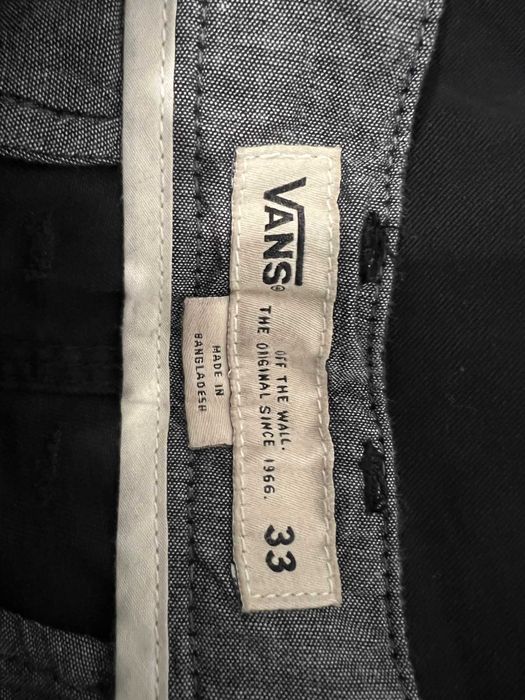 VANS®
OFF THE WALL.
THE ORIGINAL SINCE 1966.
33
MADE IN
BANGLADESH